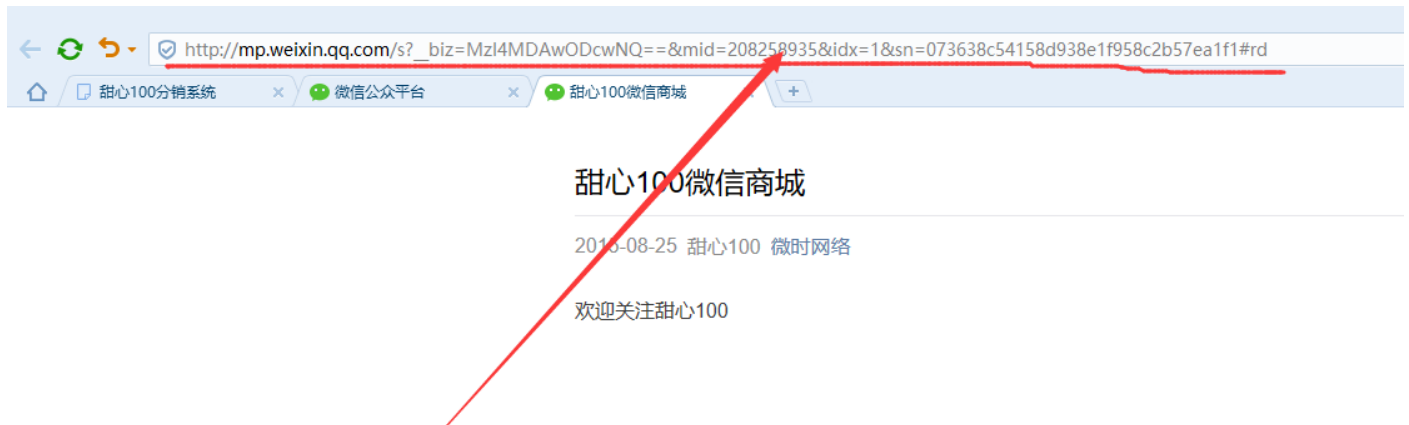 http://mp.weixin.qq.com/s?__biz=MzI4MDAwODcwNQ==&mid=208258935&idx=1&sn=073638c54158d938e1f958c2b57ea1f1#rd
甜心100分销系统 微信公众平台 甜心100微信商城
甜心100微信商城
2015-08-25 甜心100 微时网络
欢迎关注甜心100